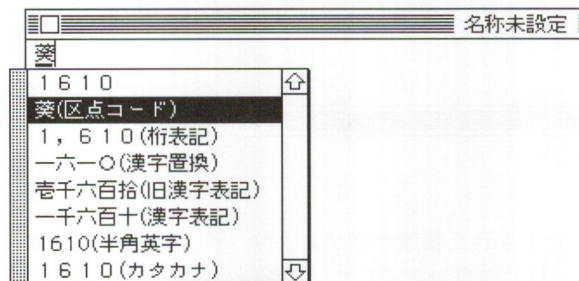 名称未設定
葵
１６１０
葵(区点コード)
１，６１０(桁表記)
一六一〇(漢字置換)
壱千六百拾(旧漢字表記)
一千六百十(漢字表記)
1610(半角英字)
１６１０(カタカナ)